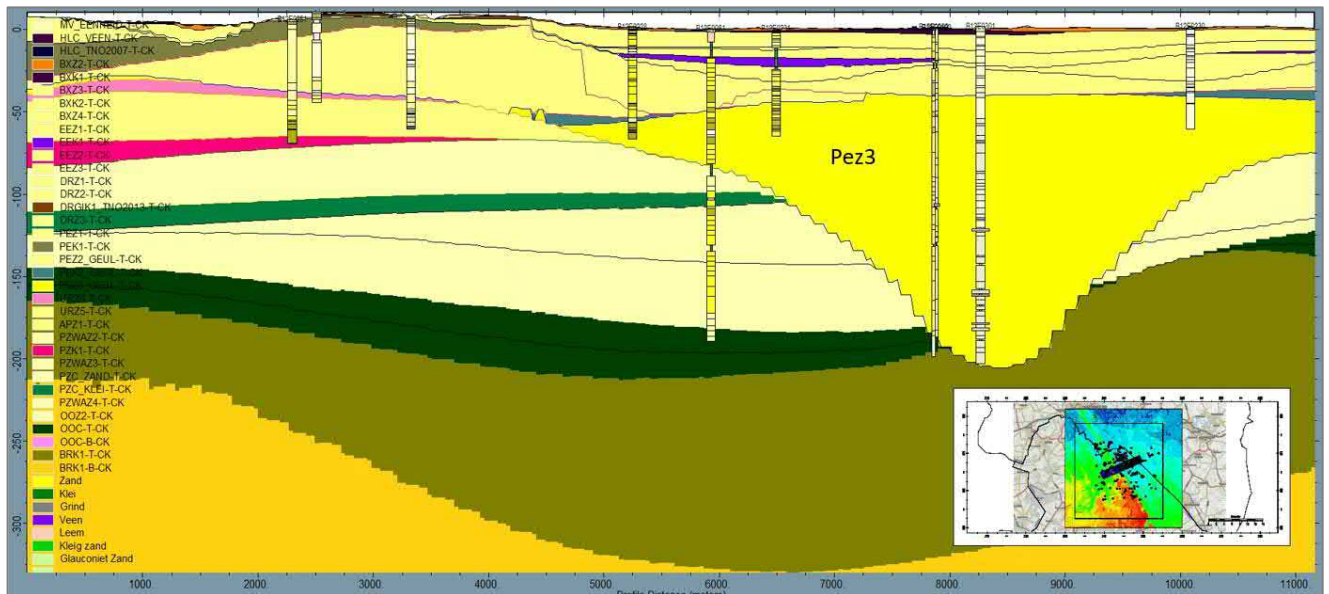 0
-50
-100
-150
-200
-250
-300
HLC_VEEN-T-CK
HLC_TNO2007-T-CK
BXZ2-T-CK
BXK1-T-CK
BXZ3-T-CK
BXK2-T-CK
BXZ4-T-CK
EEZ1-T-CK
EEK1-T-CK
EEZ2-T-CK
EEZ3-T-CK
DRZ1-T-CK
DRZ2-T-CK
DRGIK1_TNO2013-T-CK
DRZ3-T-CK
PEZ1-T-CK
PEK1-T-CK
PEZ2_GEUL-T-CK
URZ5-T-CK
APZ1-T-CK
PZWAZ2-T-CK
PZK1-T-CK
PZWAZ3-T-CK
PZC_ZAND-T-CK
PZC_KLEI-T-CK
PZWAZ4-T-CK
OOZ2-T-CK
OOC-T-CK
OOC-B-CK
BRK1-T-CK
BRK1-B-CK
Zand
Klei
Grind
Veen
Leem
Kleig zand
Glauconiet Zand
Pez3
1000 2000 3000 4000 5000 6000 7000 8000 9000 10000 11000
Profile Distance (meters)